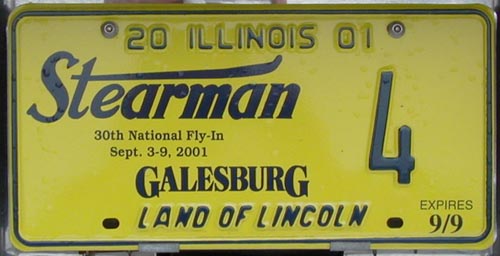 20 ILLINOIS 01
Stearman
4
30th National Fly-In
Sept. 3-9, 2001
GALESBURG
LAND OF LINCOLN
EXPIRES
9/9